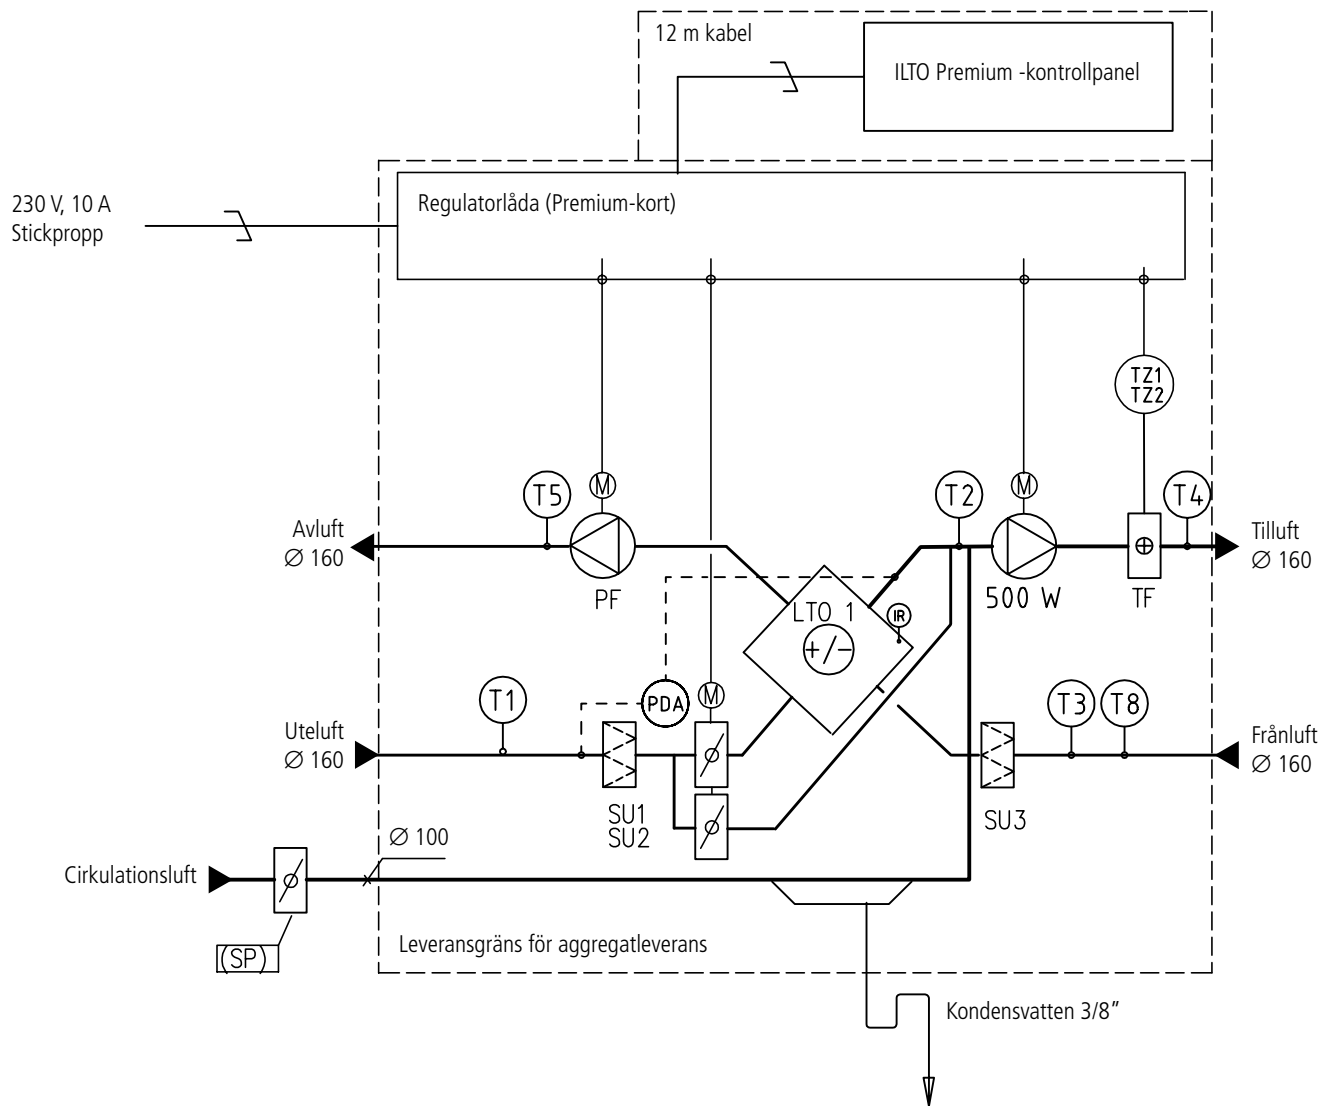 12 m kabel
ILTO Premium -kontrollpanel
230 V, 10 A
Stickpropp
Regulatorlåda (Premium-kort)
TZ1
TZ2
T5
M
T2
M
T4
Avluft
Ø 160
Tilluft
Ø 160
PF
500 W
TF
LTO 1
+/−
IR
T1
PDA
M
T3
T8
Uteluft
Ø 160
Frånluft
Ø 160
SU1
SU2
SU3
Ø 100
Cirkulationsluft
(SP)
Leveransgräns för aggregatleverans
Kondensvatten 3/8”